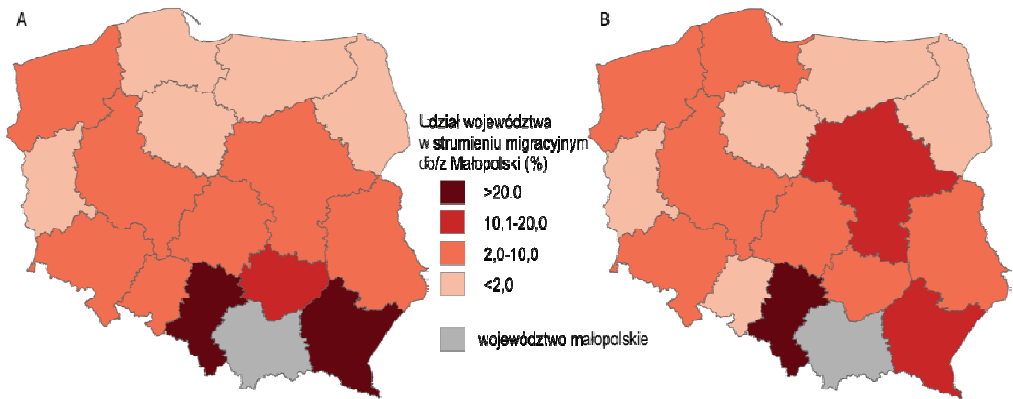 A
B
Udział województwa
w strumieniu migracyjnym
do/z Małopolski (%)
>20.0
10,1-20,0
2,0-10,0
<2,0
województwo małopolskie